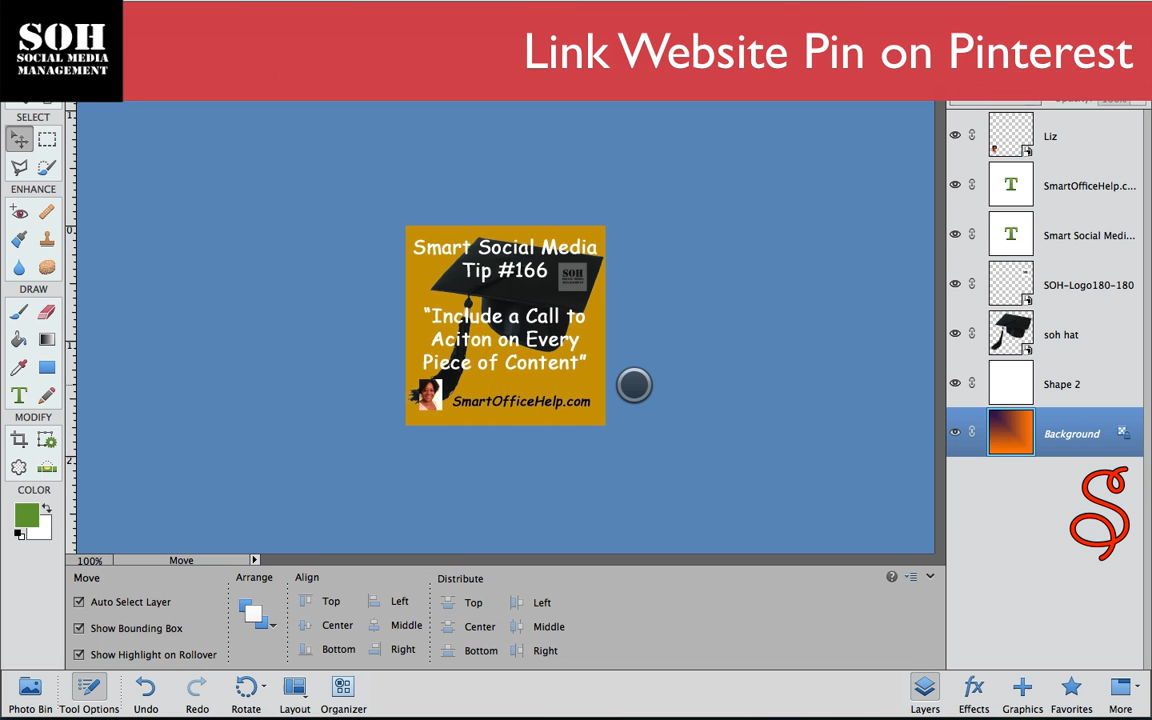 SOH
SOCIAL MEDIA
MANAGEMENT
Link Website Pin on Pinterest
SELECT
ENHANCE
DRAW
MODIFY
COLOR
Smart Social Media
Tip #166
SOH
"Include a Call to
Aciton on Every
Piece of Content"
SmartOfficeHelp.com
Liz
SmartOfficeHelp.c...
Smart Social Medi...
SOH-Logo180-180
soh hat
Shape 2
Background
100%
Move
Move
Auto Select Layer
Show Bounding Box
Show Highlight on Rollover
Arrange
Align
Top
Left
Center
Middle
Bottom
Right
Distribute
Top
Left
Center
Middle
Bottom
Right
Photo Bin
Tool Options
Undo
Redo
Rotate
Layout
Organizer
Layers
fx
Effects
Graphics
Favorites
More